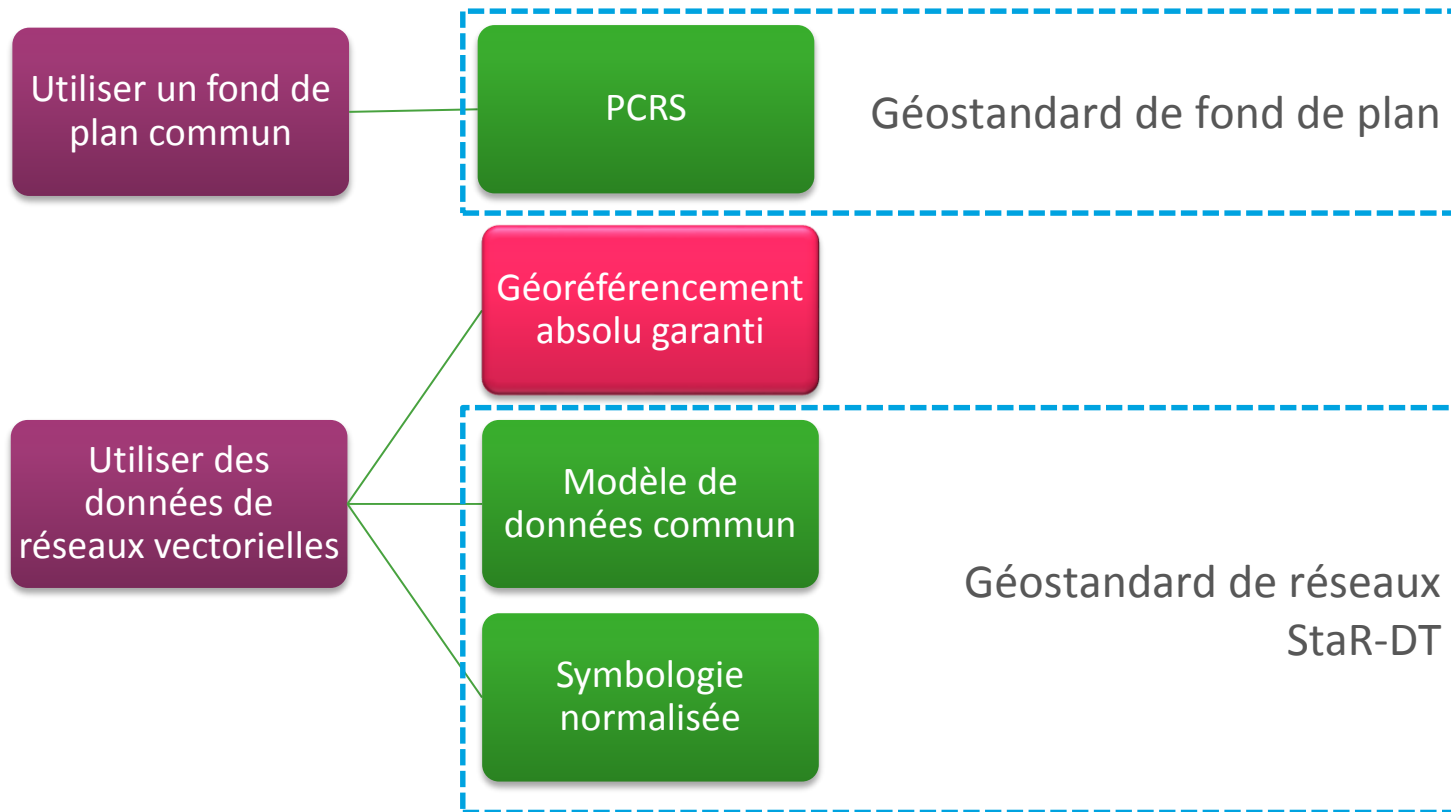 Utiliser un fond de
plan commun
PCRS
Géostandard de fond de plan
Géoréférencement
absolu garanti
Utiliser des
données de
réseaux vectorielles
Modèle de
données commun
Géostandard de réseaux
StaR-DT
Symbologie
normalisée